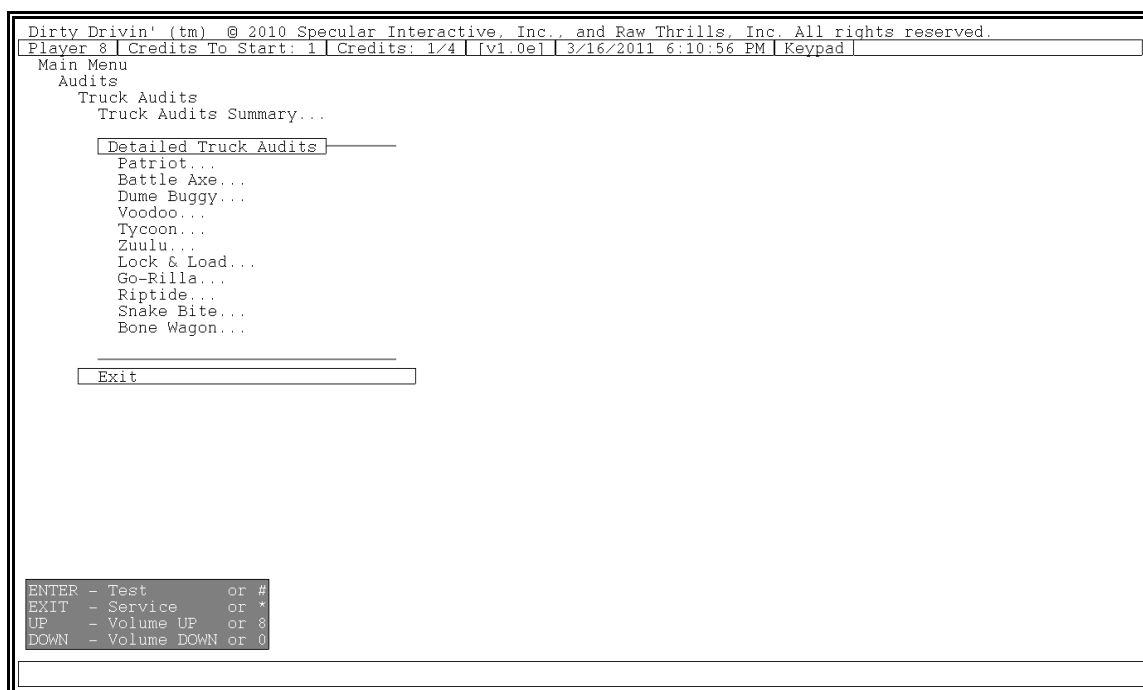 Dirty Drivin' (tm) © 2010 Specular Interactive, Inc., and Raw Thrills, Inc. All rights reserved.
Player 8 Credits To Start: 1 Credits: 1/4 [v1.0e] 3/16/2011 6:10:56 PM Keypad
Main Menu
Audits
Truck Audits
Truck Audits Summary...
Detailed Truck Audits
Patriot...
Battle Axe...
Dume Buggy...
Voodoo...
Tycoon...
Zuulu...
Lock & Load...
Go-Rilla...
Riptide...
Snake Bite...
Bone Wagon...
Exit
ENTER - Test or #
EXIT - Service or *
UP - Volume UP or 8
DOWN - Volume DOWN or 0